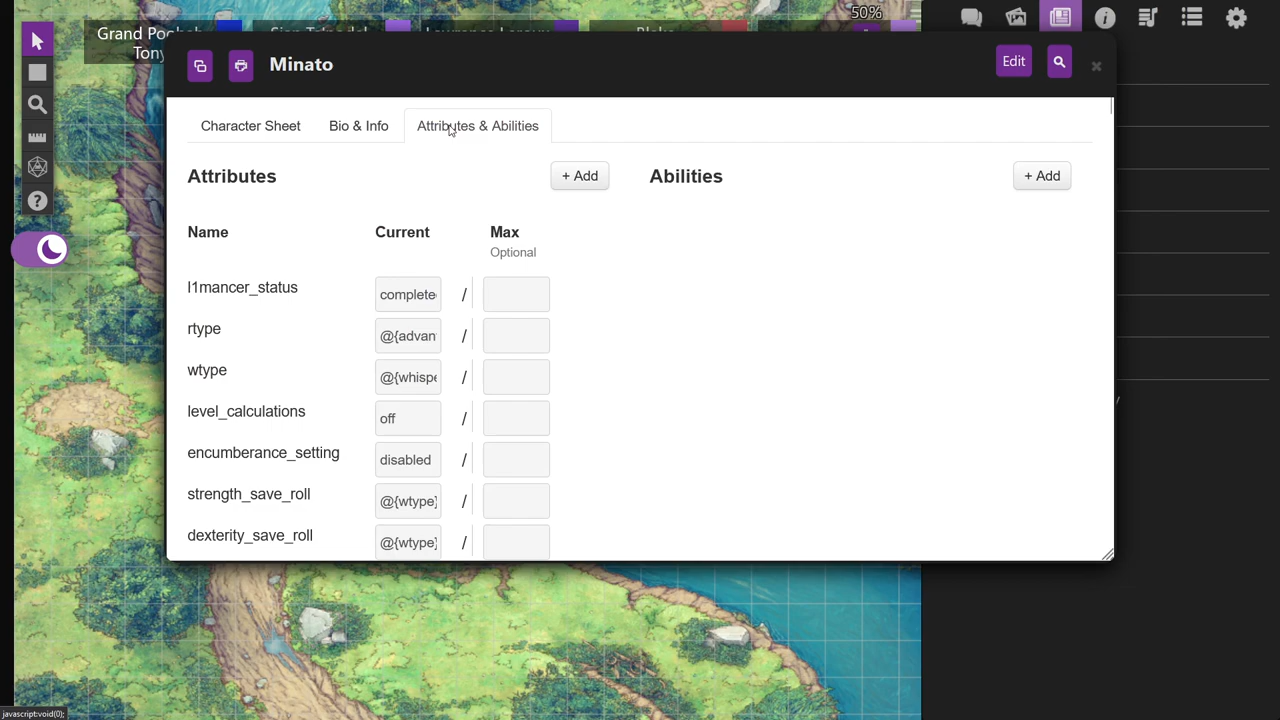 50%
Grand Poobah
Tony
Minato
Edit
Character Sheet
Bio & Info
Attributes & Abilities
Attributes
+ Add
Abilities
+ Add
Name
Current
Max
Optional
l1mancer_status
complete
/
rtype
@{advan
/
wtype
@{whispe
/
level_calculations
off
/
encumberance_setting
disabled
/
strength_save_roll
@{wtype}
/
dexterity_save_roll
@{wtype}
/
javascript:void(0);